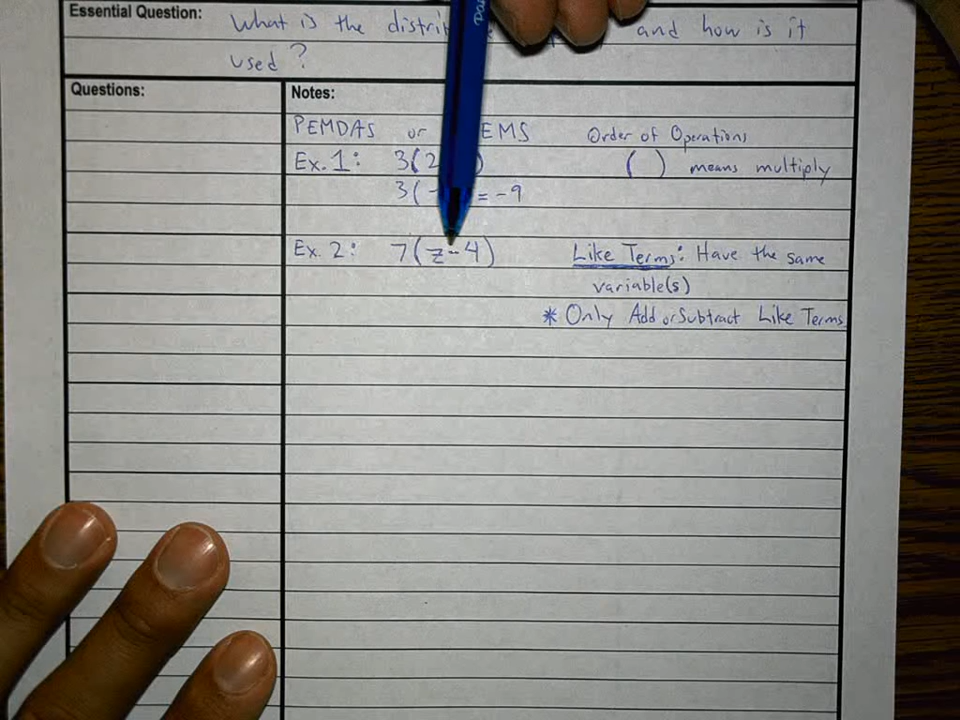 Essential Question: What is the and how is it
used?
Questions: Notes:
PEMDAS or EMS Order of Operations
Ex. 1: 3(2 ) ( ) means multiply
3(- = -9
Ex. 2: 7(z-4) Like Terms: Have the same
variable(s)
* Only Add or Subtract Like Terms